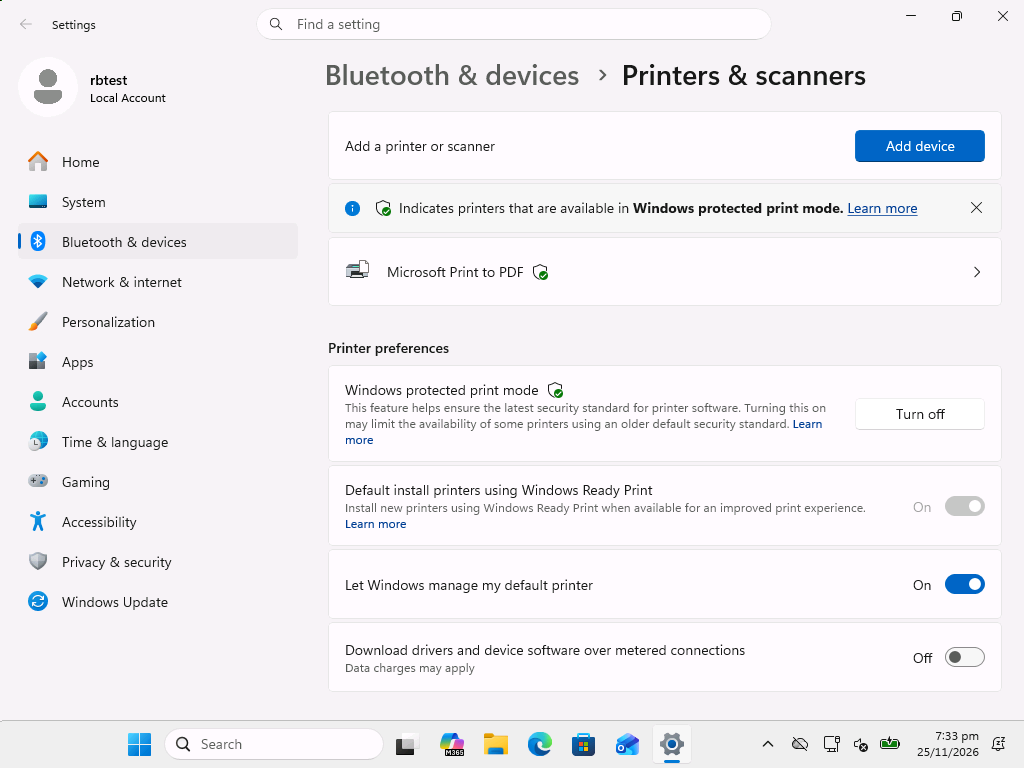 Settings
Find a setting
rbtest
Local Account
Home
System
Bluetooth & devices
Network & internet
Personalization
Apps
Accounts
Time & language
Gaming
Accessibility
Privacy & security
Windows Update
Bluetooth & devices > Printers & scanners
Add a printer or scanner
Add device
Indicates printers that are available in Windows protected print mode. Learn more
Microsoft Print to PDF
Printer preferences
Windows protected print mode
This feature helps ensure the latest security standard for printer software. Turning this on
may limit the availability of some printers using an older default security standard. Learn
more
Turn off
Default install printers using Windows Ready Print
Install new printers using Windows Ready Print when available for an improved print experience.
Learn more
On
Let Windows manage my default printer
On
Download drivers and device software over metered connections
Data charges may apply
Off
Search
M365
7:33 pm
25/11/2026